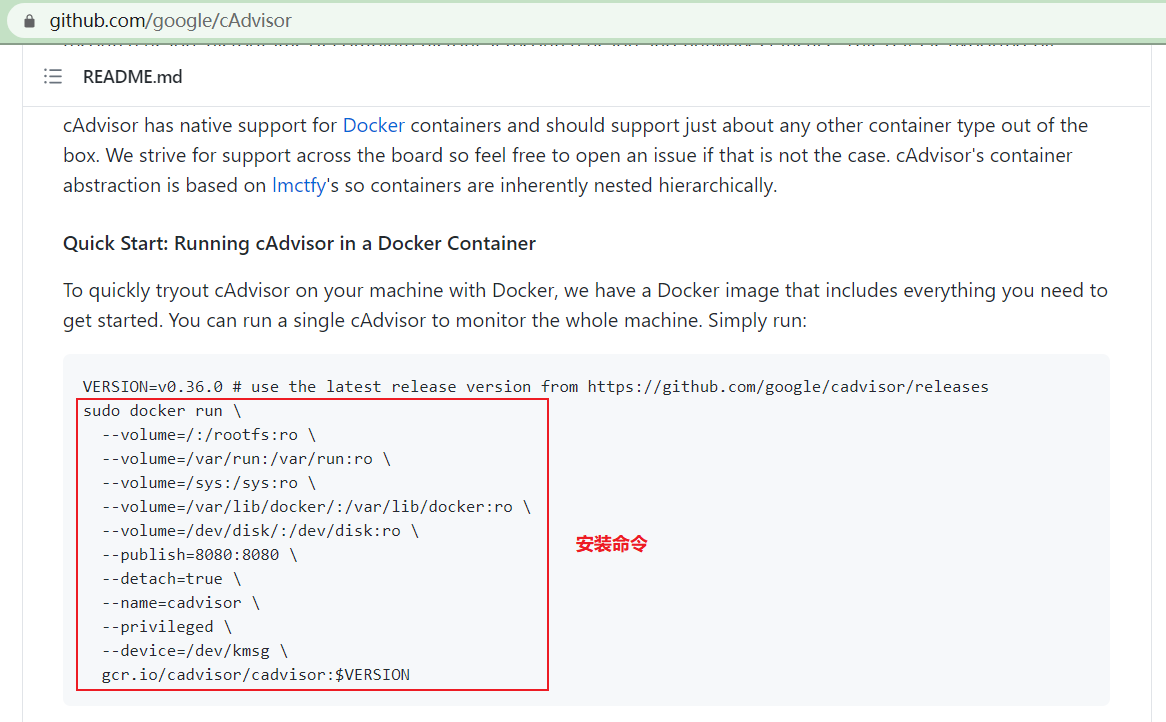 github.com/google/cAdvisor
README.md
cAdvisor has native support for Docker containers and should support just about any other container type out of the
box. We strive for support across the board so feel free to open an issue if that is not the case. cAdvisor's container
abstraction is based on lmctfy's so containers are inherently nested hierarchically.
Quick Start: Running cAdvisor in a Docker Container
To quickly tryout cAdvisor on your machine with Docker, we have a Docker image that includes everything you need to
get started. You can run a single cAdvisor to monitor the whole machine. Simply run:
VERSION=v0.36.0 # use the latest release version from https://github.com/google/cadvisor/releases
sudo docker run \
  --volume=/:/rootfs:ro \
  --volume=/var/run:/var/run:ro \
  --volume=/sys:/sys:ro \
  --volume=/var/lib/docker/:/var/lib/docker:ro \
  --volume=/dev/disk/:/dev/disk:ro \
  --publish=8080:8080 \
  --detach=true \
  --name=cadvisor \
  --privileged \
  --device=/dev/kmsg \
  gcr.io/cadvisor/cadvisor:$VERSION
安装命令